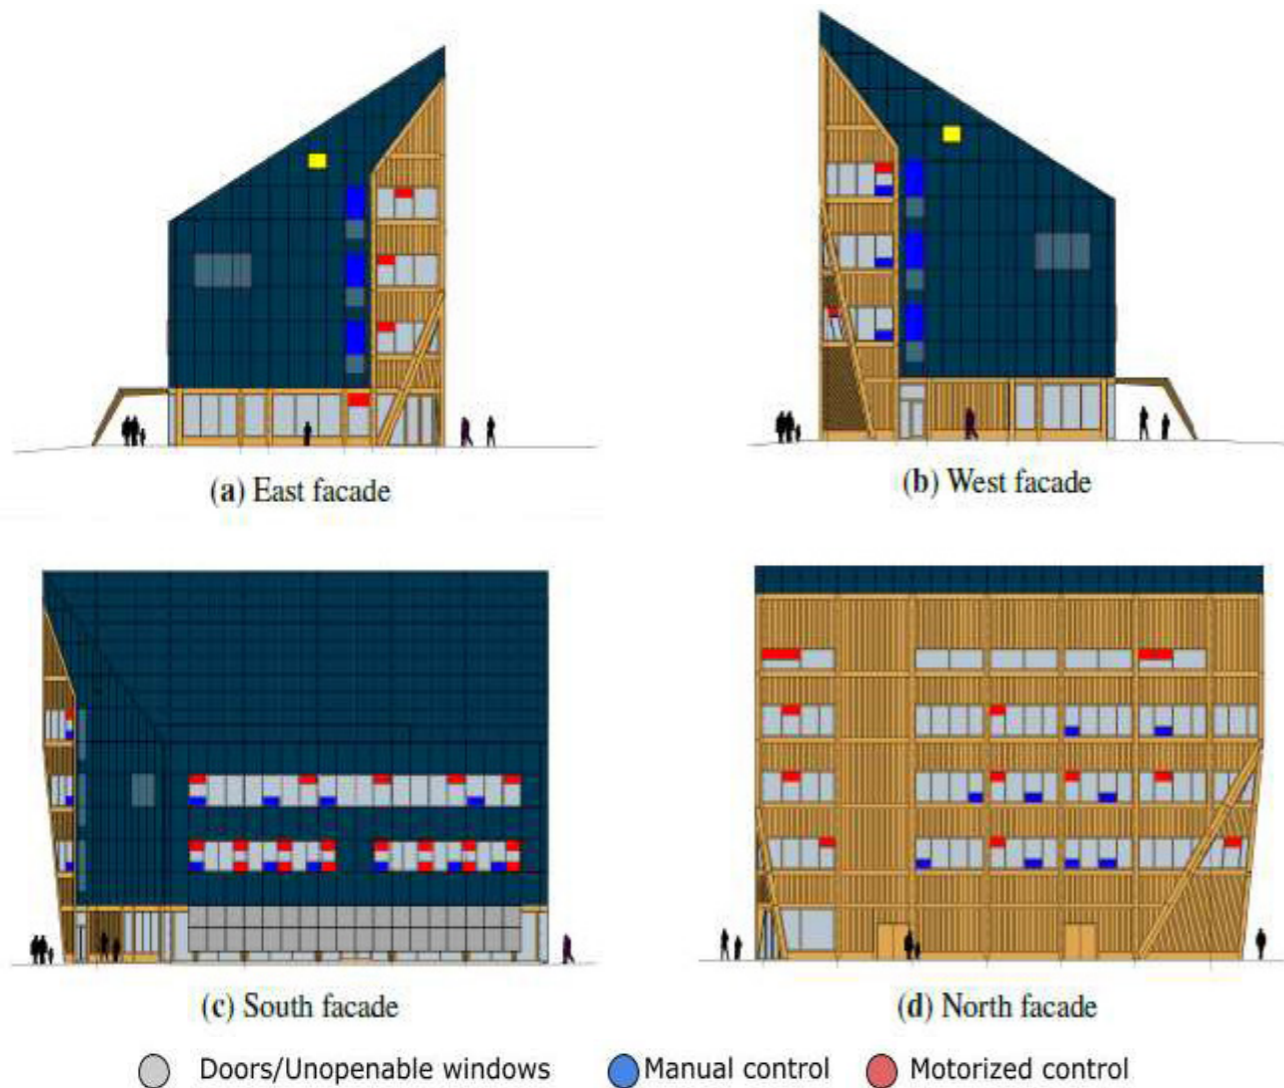 (a) East facade
(b) West facade
(c) South facade
(d) North facade
Doors/Unopenable windows
Manual control
Motorized control